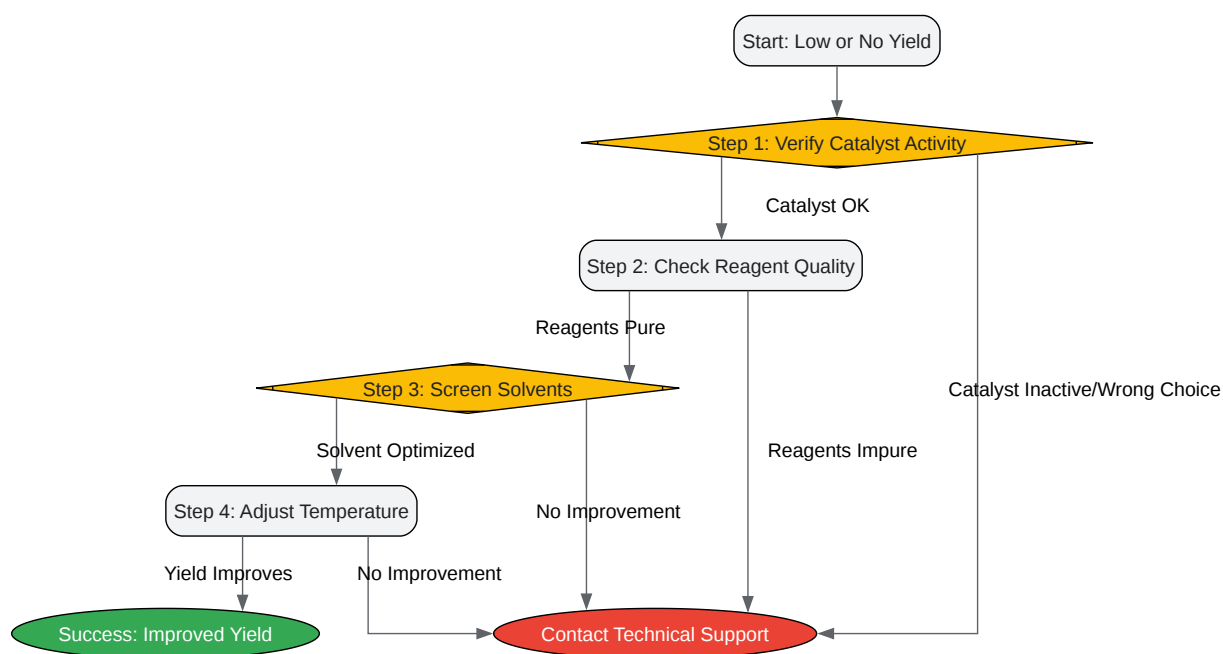 Start: Low or No Yield
Step 1: Verify Catalyst Activity
Catalyst OK
Step 2: Check Reagent Quality
Reagents Pure
Step 3: Screen Solvents
Catalyst Inactive/Wrong Choice
Solvent Optimized
Reagents Impure
Step 4: Adjust Temperature
No Improvement
Yield Improves
No Improvement
Success: Improved Yield
Contact Technical Support